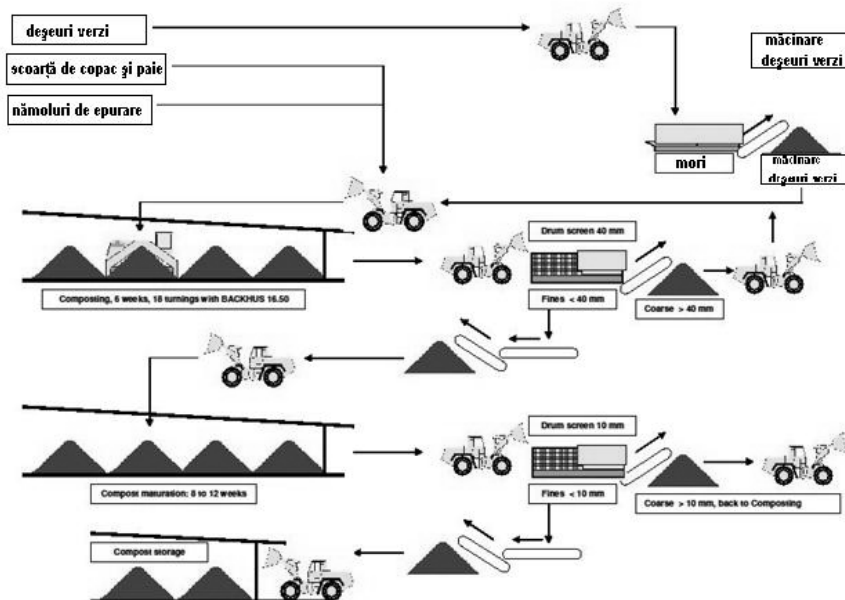 deşeuri verzi
scoarţă de copac şi paie
nămoluri de epurare
măcinare
deşeuri verzi
mori
măcinare
deşeuri verzi
Drum screen 40 mm
Composting, 6 weeks, 18 turnings with BACKHUS 16.50
Fines < 40 mm
Coarse > 40 mm
Drum screen 10 mm
Compost maturation: 8 to 12 weeks
Fines < 10 mm
Coarse > 10 mm, back to Composting
Compost storage